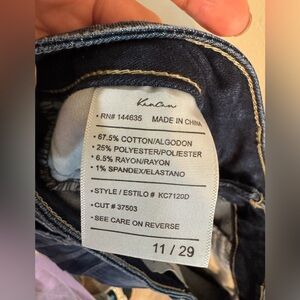 KanCan
• RN# 144635 MADE IN CHINA
• 67.5% COTTON/ALGODON
• 25% POLYESTER/POLIESTER
• 6.5% RAYON/RAYON
• 1% SPANDEX/ELASTANO
• STYLE / ESTILO # KC7120D
• CUT # 37503
• SEE CARE ON REVERSE
11 / 29